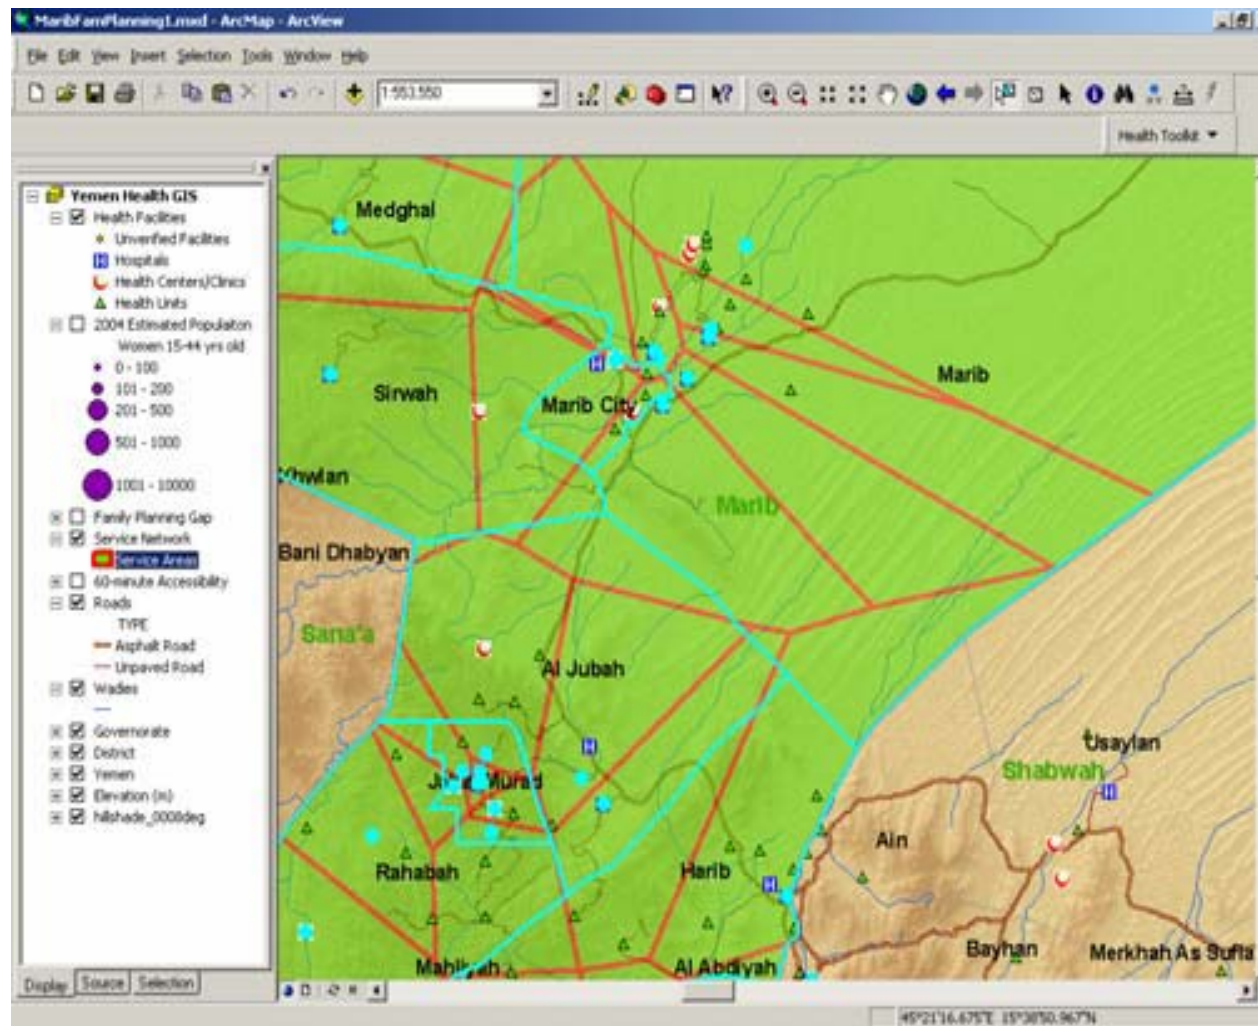 MaribFamPlanning1.mxd - ArcMap - ArcView
File Edit View Insert Selection Tools Window Help
1:553,550
Health Toolkit
Yemen Health GIS
Health Facilities
Unverified Facilities
Hospitals
Health Centers/Clinics
Health Units
2004 Estimated Populaiton
Women 15-44 yrs old
0 - 100
101 - 200
201 - 500
501 - 1000
1001 - 10000
Family Planning Gap
Service Network
Service Areas
60-minute Accessibility
Roads
TYPE
Asphalt Road
Unpaved Road
Wadies
Governorate
District
Yemen
Elevation (m)
hillshade_0008deg
Display Source Selection
Medghal
Marib
Sirwah
Marib City
Khwlan
Marib
Bani Dhabyan
Sana'a
Al Jubah
Usaylan
Shabwah
Murad
Ain
Rahabah
Harib
Bayhan
Merkhah As Sufla
Mahliyah
Al Abdiyah
45°21'16.675"E 15°38'50.967"N